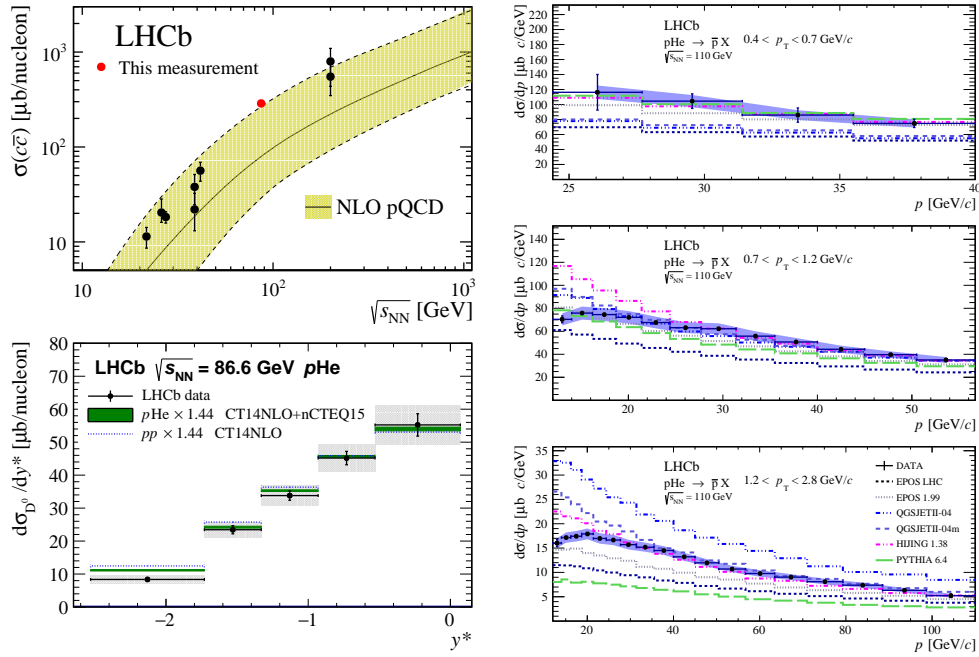 LHCb
This measurement
NLO pQCD
σ(cc̅) [μb/nucleon]
10³
10²
10
10
10²
10³
√sNN [GeV]
LHCb √sNN = 86.6 GeV pHe
LHCb data
pHe × 1.44 CT14NLO+nCTEQ15
pp × 1.44 CT14NLO
dσD⁰/dy* [μb/nucleon]
80
70
60
50
40
30
20
10
0
−2
−1
0
y*
LHCb
pHe → p̅ X 0.4 < pT < 0.7 GeV/c
√sNN = 110 GeV
dσ/dp [μb c/GeV]
220
200
180
160
140
120
100
80
60
40
20
25
30
35
40
p [GeV/c]
LHCb
pHe → p̅ X 0.7 < pT < 1.2 GeV/c
√sNN = 110 GeV
dσ/dp [μb c/GeV]
140
120
100
80
60
40
20
20
30
40
50
p [GeV/c]
LHCb
pHe → p̅ X 1.2 < pT < 2.8 GeV/c
√sNN = 110 GeV
DATA
EPOS LHC
EPOS 1.99
QGSJETII-04
QGSJETII-04m
HIJING 1.38
PYTHIA 6.4
dσ/dp [μb c/GeV]
35
30
25
20
15
10
5
20
40
60
80
100
p [GeV/c]